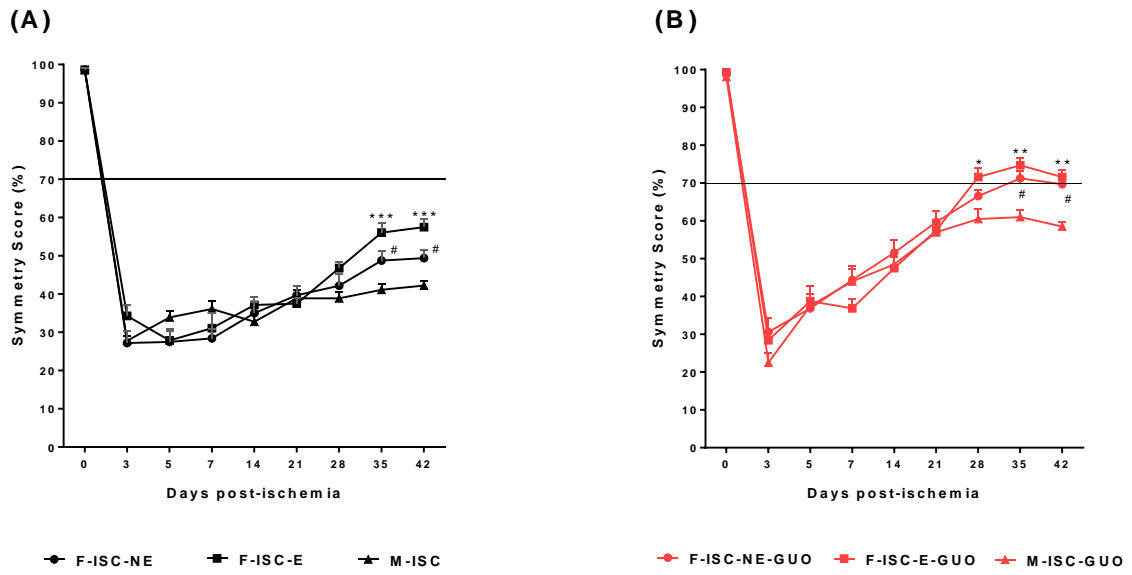 (A)
Symmetry Score (%)
100
90
80
70
60
50
40
30
20
10
0
*** ***
# #
0 3 5 7 14 21 28 35 42
Days post-ischemia
F-ISC-NE F-ISC-E M-ISC
(B)
Symmetry Score (%)
100
90
80
70
60
50
40
30
20
10
0
* ** **
# #
0 3 5 7 14 21 28 35 42
Days post-ischemia
F-ISC-NE-GUO F-ISC-E-GUO M-ISC-GUO